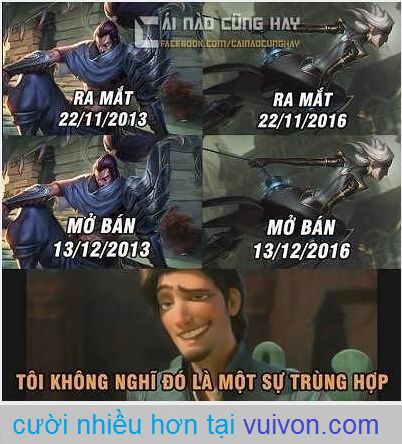 CÁI NÀO CŨNG HAY
FACEBOOK.COM/CAINAOCUNGHAY
RA MẮT
22/11/2013
RA MẮT
22/11/2016
MỞ BÁN
13/12/2013
MỞ BÁN
13/12/2016
TÔI KHÔNG NGHĨ ĐÓ LÀ MỘT SỰ TRÙNG HỢP
cười nhiều hơn tại vuivon.com